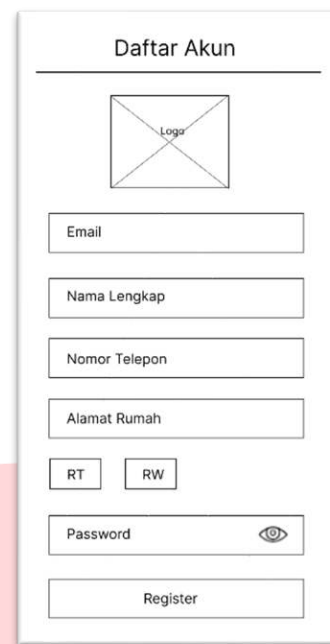 Daftar Akun
Logo
Email
Nama Lengkap
Nomor Telepon
Alamat Rumah
RT RW
Password
Register